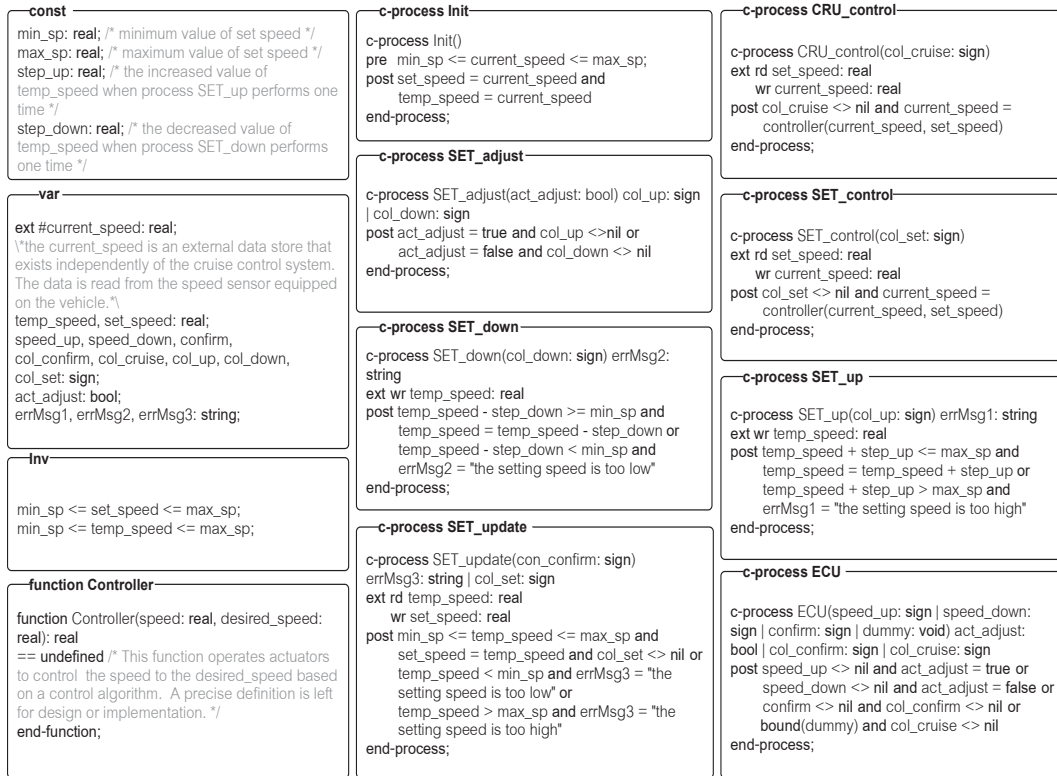 const
min_sp: real; /* minimum value of set speed */
max_sp: real; /* maximum value of set speed */
step_up: real; /* the increased value of
temp_speed when process SET_up performs one
time */
step_down: real; /* the decreased value of
temp_speed when process SET_down performs
one time */
var
ext #current_speed: real;
\*the current_speed is an external data store that
exists independently of the cruise control system.
The data is read from the speed sensor equipped
on the vehicle.*\
temp_speed, set_speed: real;
speed_up, speed_down, confirm,
col_confirm, col_cruise, col_up, col_down,
col_set: sign;
act_adjust: bool;
errMsg1, errMsg2, errMsg3: string;
Inv
min_sp <= set_speed <= max_sp;
min_sp <= temp_speed <= max_sp;
function Controller
function Controller(speed: real, desired_speed:
real): real
== undefined /* This function operates actuators
to control the speed to the desired_speed based
on a control algorithm. A precise definition is left
for design or implementation. */
end-function;
c-process Init
c-process Init()
pre min_sp <= current_speed <= max_sp;
post set_speed = current_speed and
temp_speed = current_speed
end-process;
c-process SET_adjust
c-process SET_adjust(act_adjust: bool) col_up: sign
| col_down: sign
post act_adjust = true and col_up <>nil or
act_adjust = false and col_down <> nil
end-process;
c-process SET_down
c-process SET_down(col_down: sign) errMsg2:
string
ext wr temp_speed: real
post temp_speed - step_down >= min_sp and
temp_speed = temp_speed - step_down or
temp_speed - step_down < min_sp and
errMsg2 = "the setting speed is too low"
end-process;
c-process SET_update
c-process SET_update(con_confirm: sign)
errMsg3: string | col_set: sign
ext rd temp_speed: real
wr set_speed: real
post min_sp <= temp_speed <= max_sp and
set_speed = temp_speed and col_set <> nil or
temp_speed < min_sp and errMsg3 = "the
setting speed is too low" or
temp_speed > max_sp and errMsg3 = "the
setting speed is too high"
end-process;
c-process CRU_control
c-process CRU_control(col_cruise: sign)
ext rd set_speed: real
wr current_speed: real
post col_cruise <> nil and current_speed =
controller(current_speed, set_speed)
end-process;
c-process SET_control
c-process SET_control(col_set: sign)
ext rd set_speed: real
wr current_speed: real
post col_set <> nil and current_speed =
controller(current_speed, set_speed)
end-process;
c-process SET_up
c-process SET_up(col_up: sign) errMsg1: string
ext wr temp_speed: real
post temp_speed + step_up <= max_sp and
temp_speed = temp_speed + step_up or
temp_speed + step_up > max_sp and
errMsg1 = "the setting speed is too high"
end-process;
c-process ECU
c-process ECU(speed_up: sign | speed_down:
sign | confirm: sign | dummy: void) act_adjust:
bool | col_confirm: sign | col_cruise: sign
post speed_up <> nil and act_adjust = true or
speed_down <> nil and act_adjust = false or
confirm <> nil and col_confirm <> nil or
bound(dummy) and col_cruise <> nil
end-process;